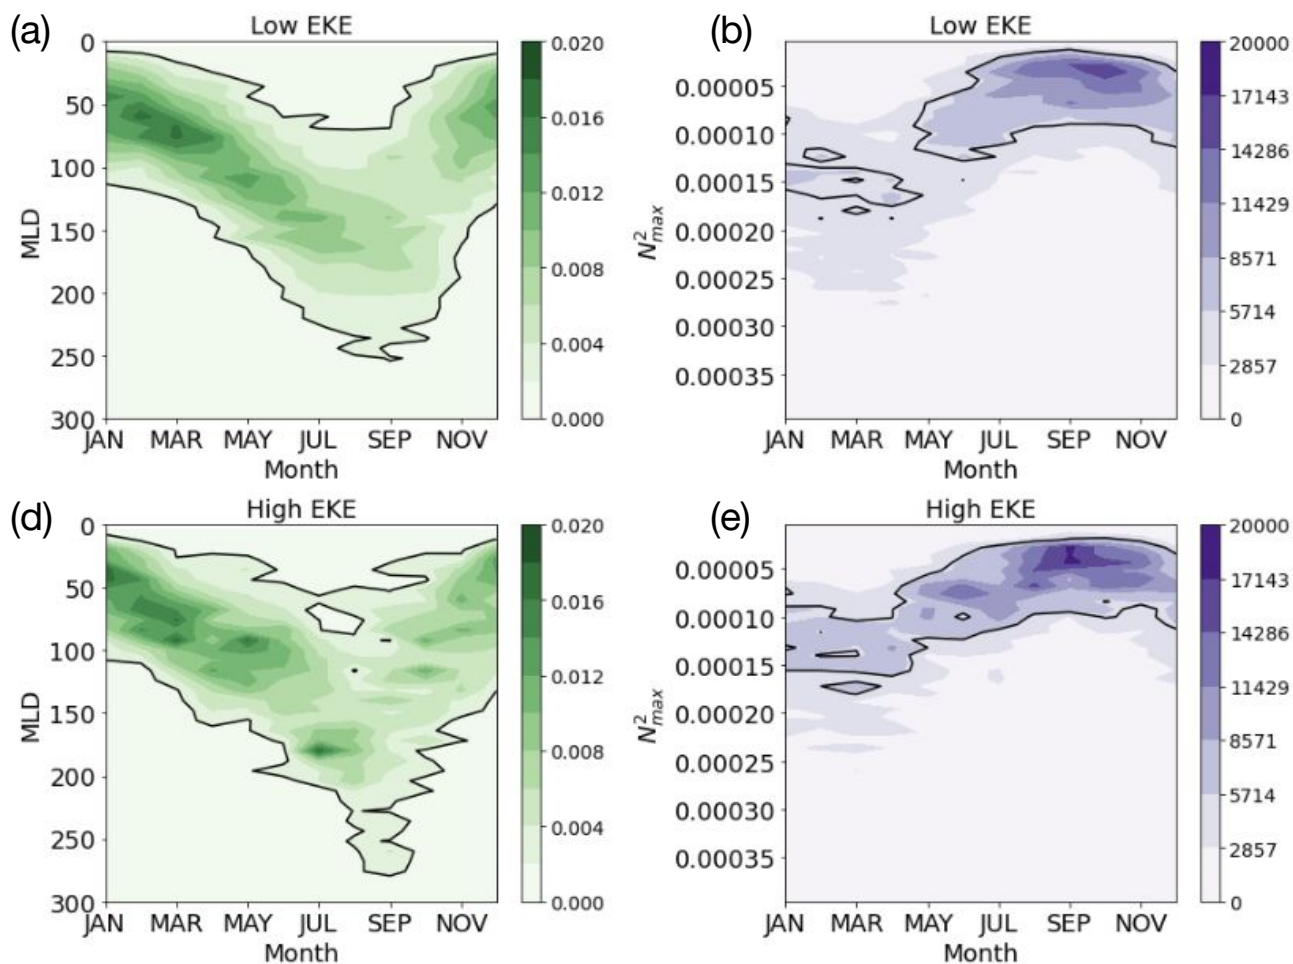 (a)
Low EKE
0
50
100
150
200
250
300
MLD
JAN MAR MAY JUL SEP NOV
Month
0.020
0.016
0.012
0.008
0.004
0.000
(b)
Low EKE
0.00005
0.00010
0.00015
0.00020
0.00025
0.00030
0.00035
N²max
JAN MAR MAY JUL SEP NOV
Month
20000
17143
14286
11429
8571
5714
2857
0
(d)
High EKE
0
50
100
150
200
250
300
MLD
JAN MAR MAY JUL SEP NOV
Month
0.020
0.016
0.012
0.008
0.004
0.000
(e)
High EKE
0.00005
0.00010
0.00015
0.00020
0.00025
0.00030
0.00035
N²max
JAN MAR MAY JUL SEP NOV
Month
20000
17143
14286
11429
8571
5714
2857
0